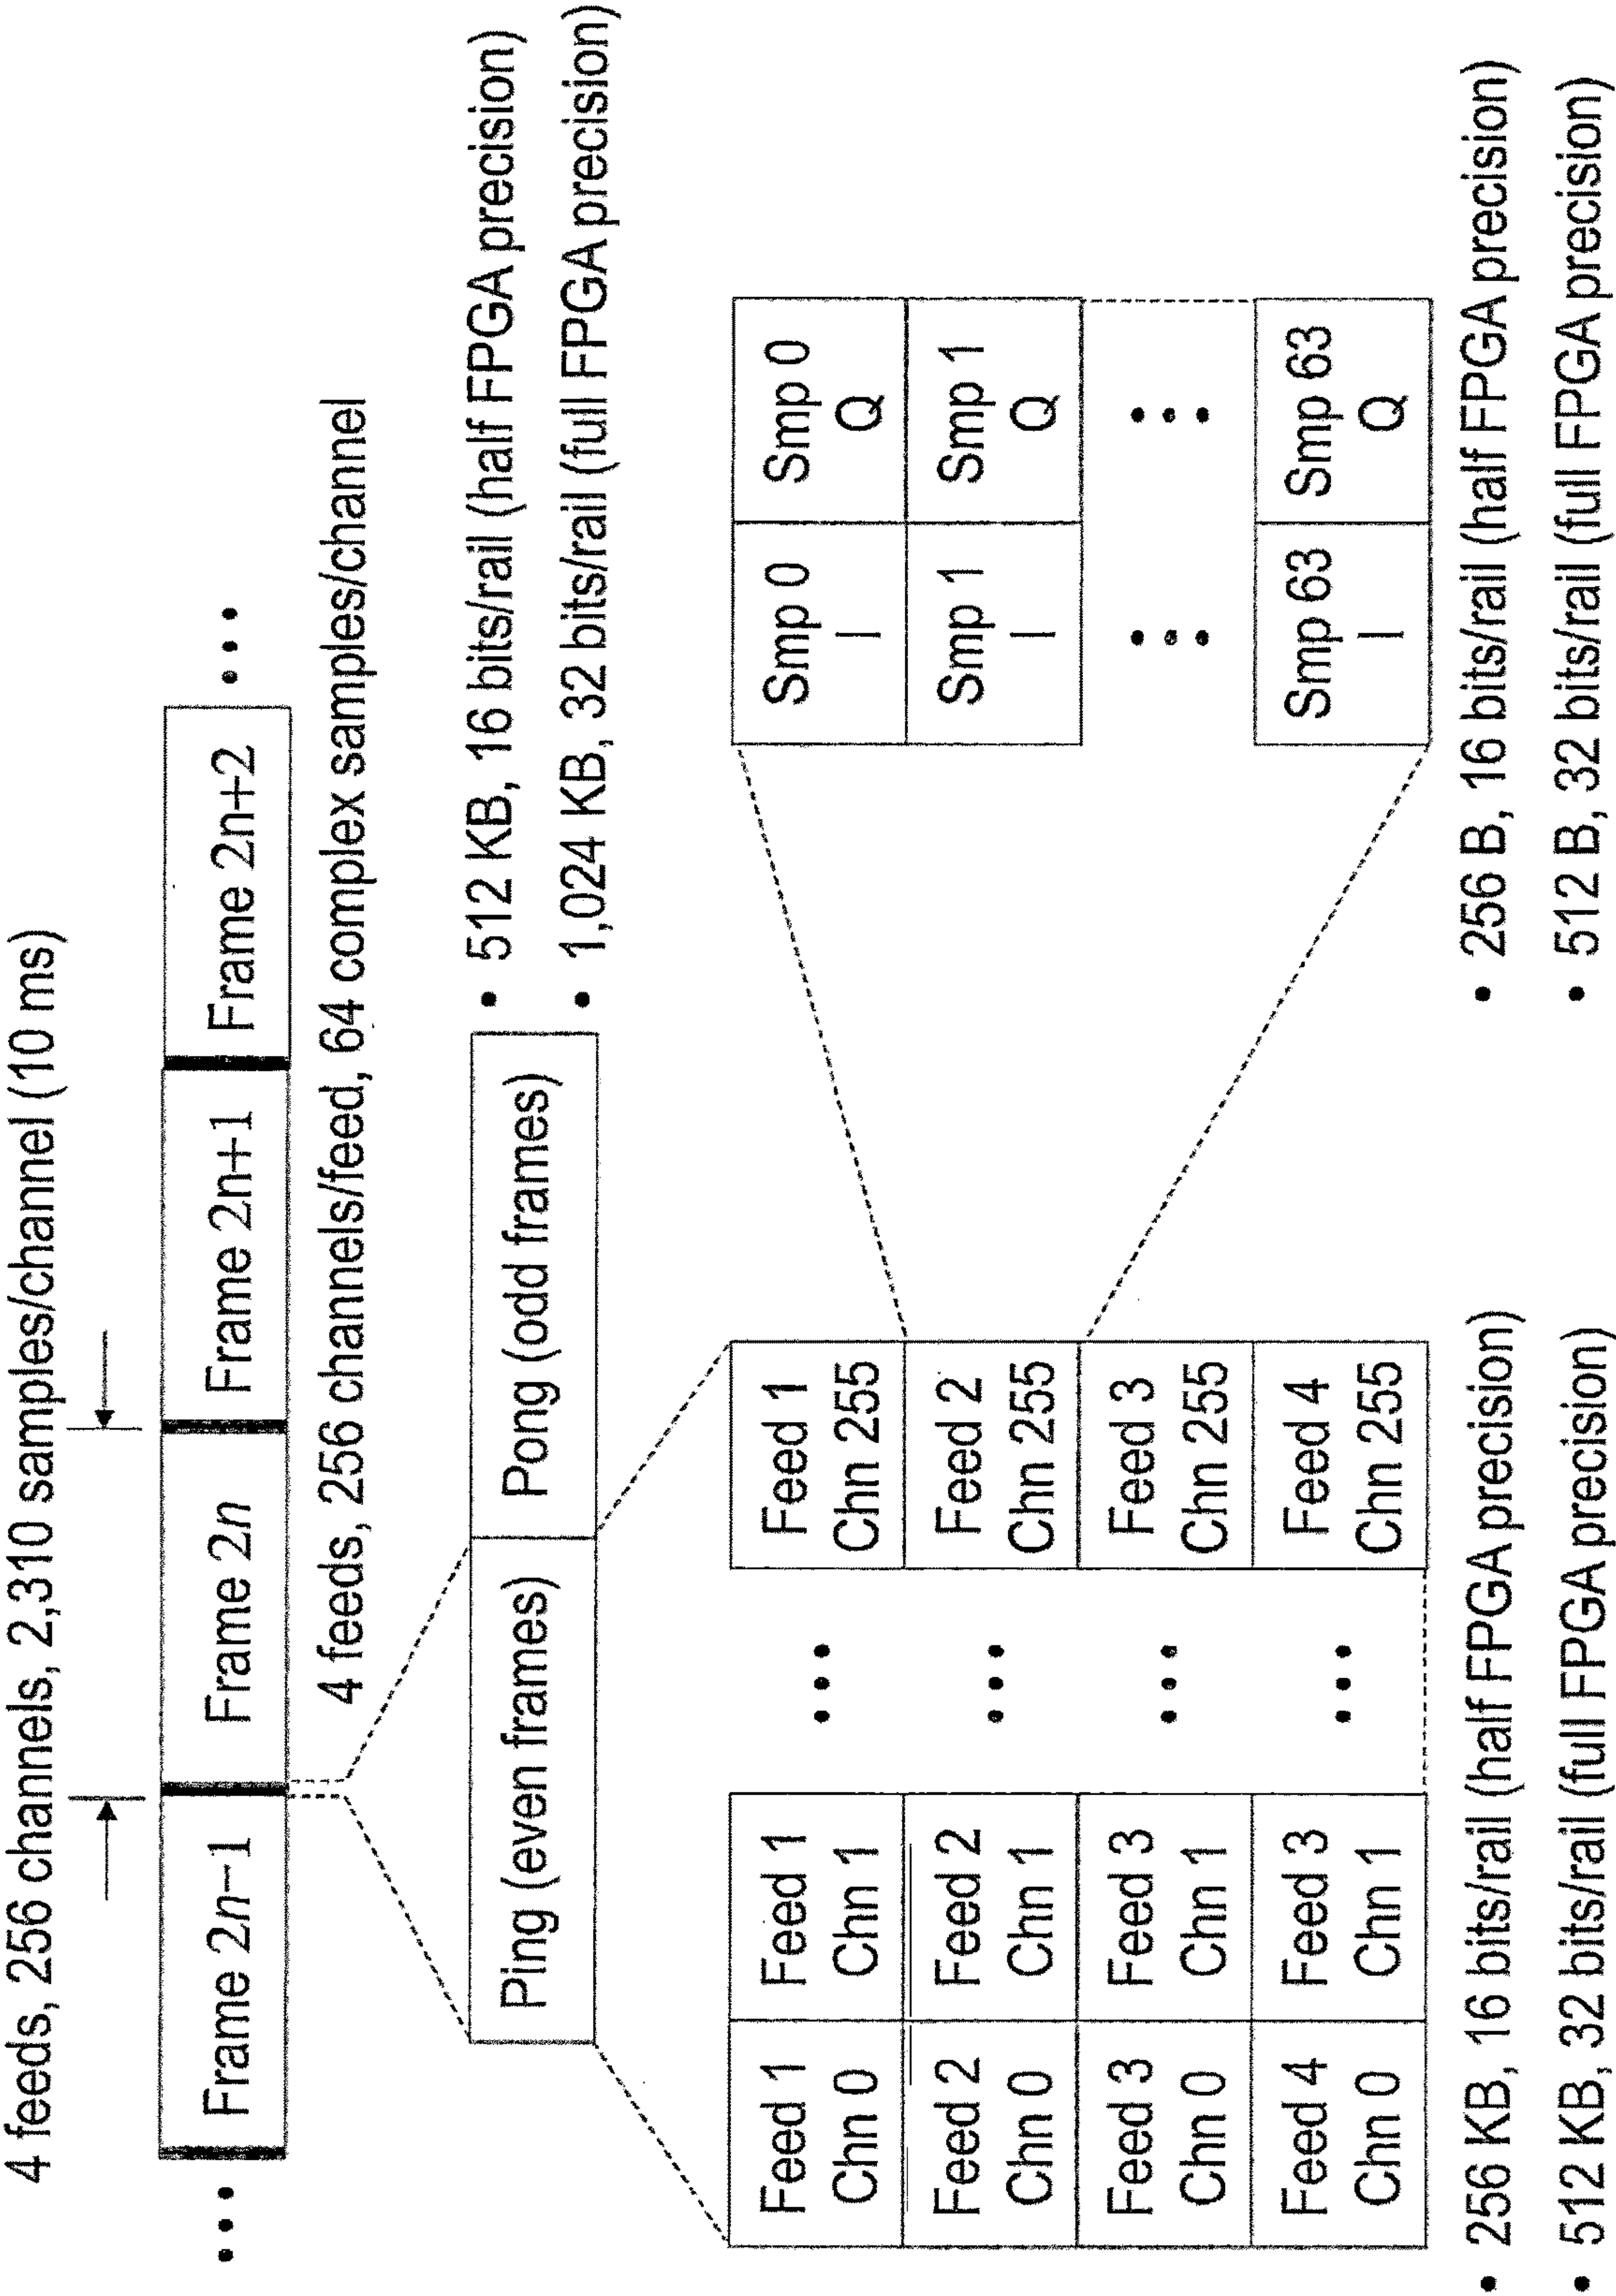 4 feeds, 256 channels, 2,310 samples/channel (10 ms)
••• Frame 2n−1 Frame 2n Frame 2n+1 Frame 2n+2 •••
4 feeds, 256 channels/feed, 64 complex samples/channel
Ping (even frames) Pong (odd frames)
• 512 KB, 16 bits/rail (half FPGA precision)
• 1,024 KB, 32 bits/rail (full FPGA precision)
Feed 1 Feed 1 Feed 1
Chn 0 Chn 1 ••• Chn 255
Feed 2 Feed 2 Feed 2
Chn 0 Chn 1 ••• Chn 255
Feed 3 Feed 3 Feed 3
Chn 0 Chn 1 ••• Chn 255
Feed 4 Feed 3 Feed 4
Chn 0 Chn 1 ••• Chn 255
• 256 KB, 16 bits/rail (half FPGA precision)
• 512 KB, 32 bits/rail (full FPGA precision)
Smp 0 Smp 0
I Q
Smp 1 Smp 1
I Q
••• •••
Smp 63 Smp 63
I Q
• 256 B, 16 bits/rail (half FPGA precision)
• 512 B, 32 bits/rail (full FPGA precision)